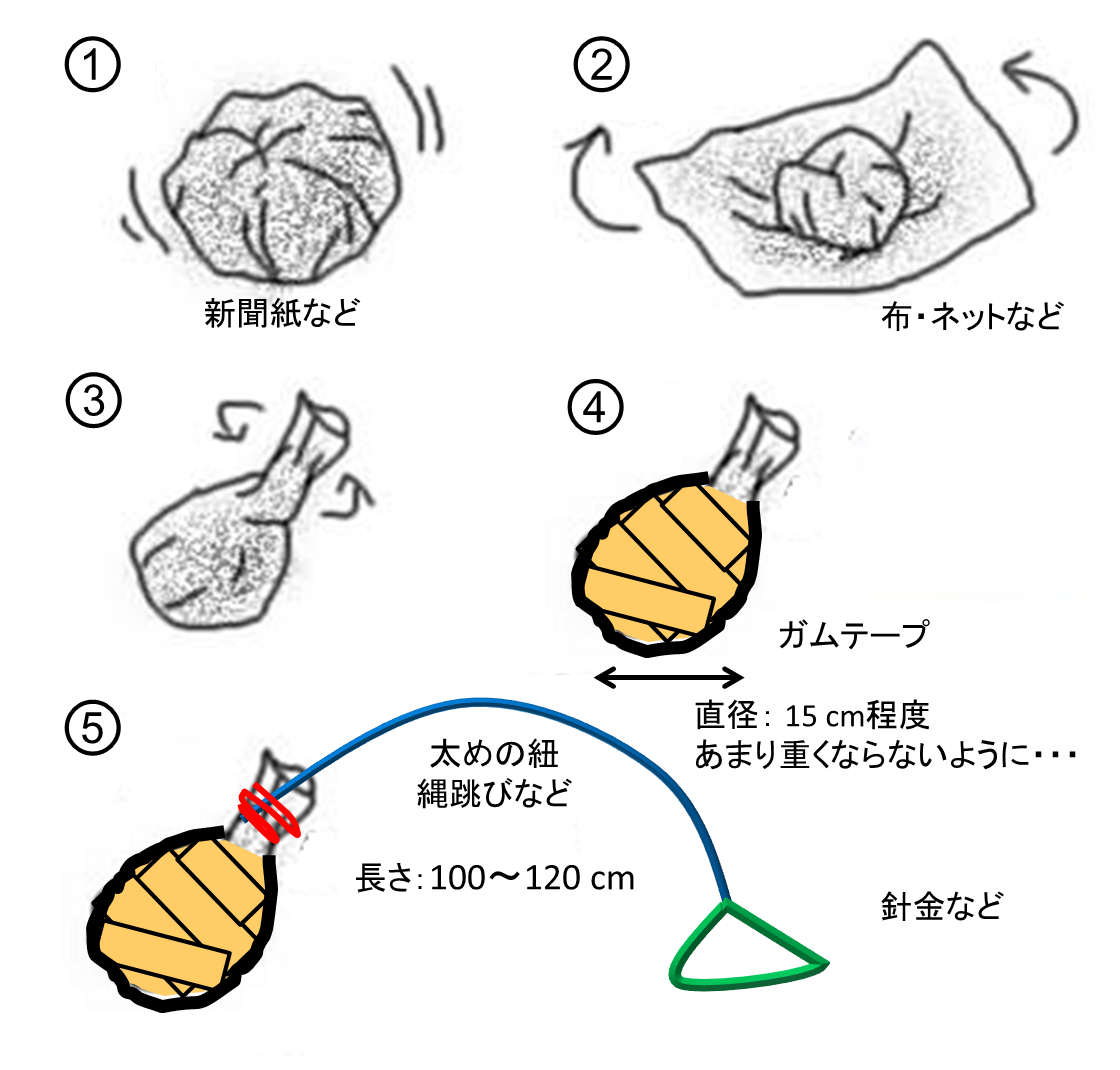 ①
新聞紙など
②
布・ネットなど
③
④
ガムテープ
直径： 15 cm程度
あまり重くならないように・・・
⑤
太めの紐
縄跳びなど
長さ：100～120 cm
針金など